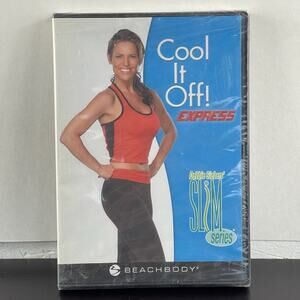 Cool
It
Off!
EXPRESS
Debbie Siebers'
SLiM
series
BEACHBODY®